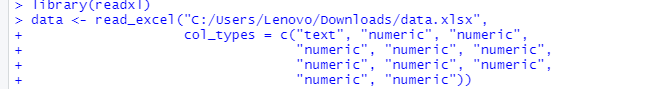 > library(readxl)
> data <- read_excel("C:/Users/Lenovo/Downloads/data.xlsx",
+ col_types = c("text", "numeric", "numeric",
+ "numeric", "numeric", "numeric",
+ "numeric", "numeric", "numeric",
+ "numeric", "numeric"))